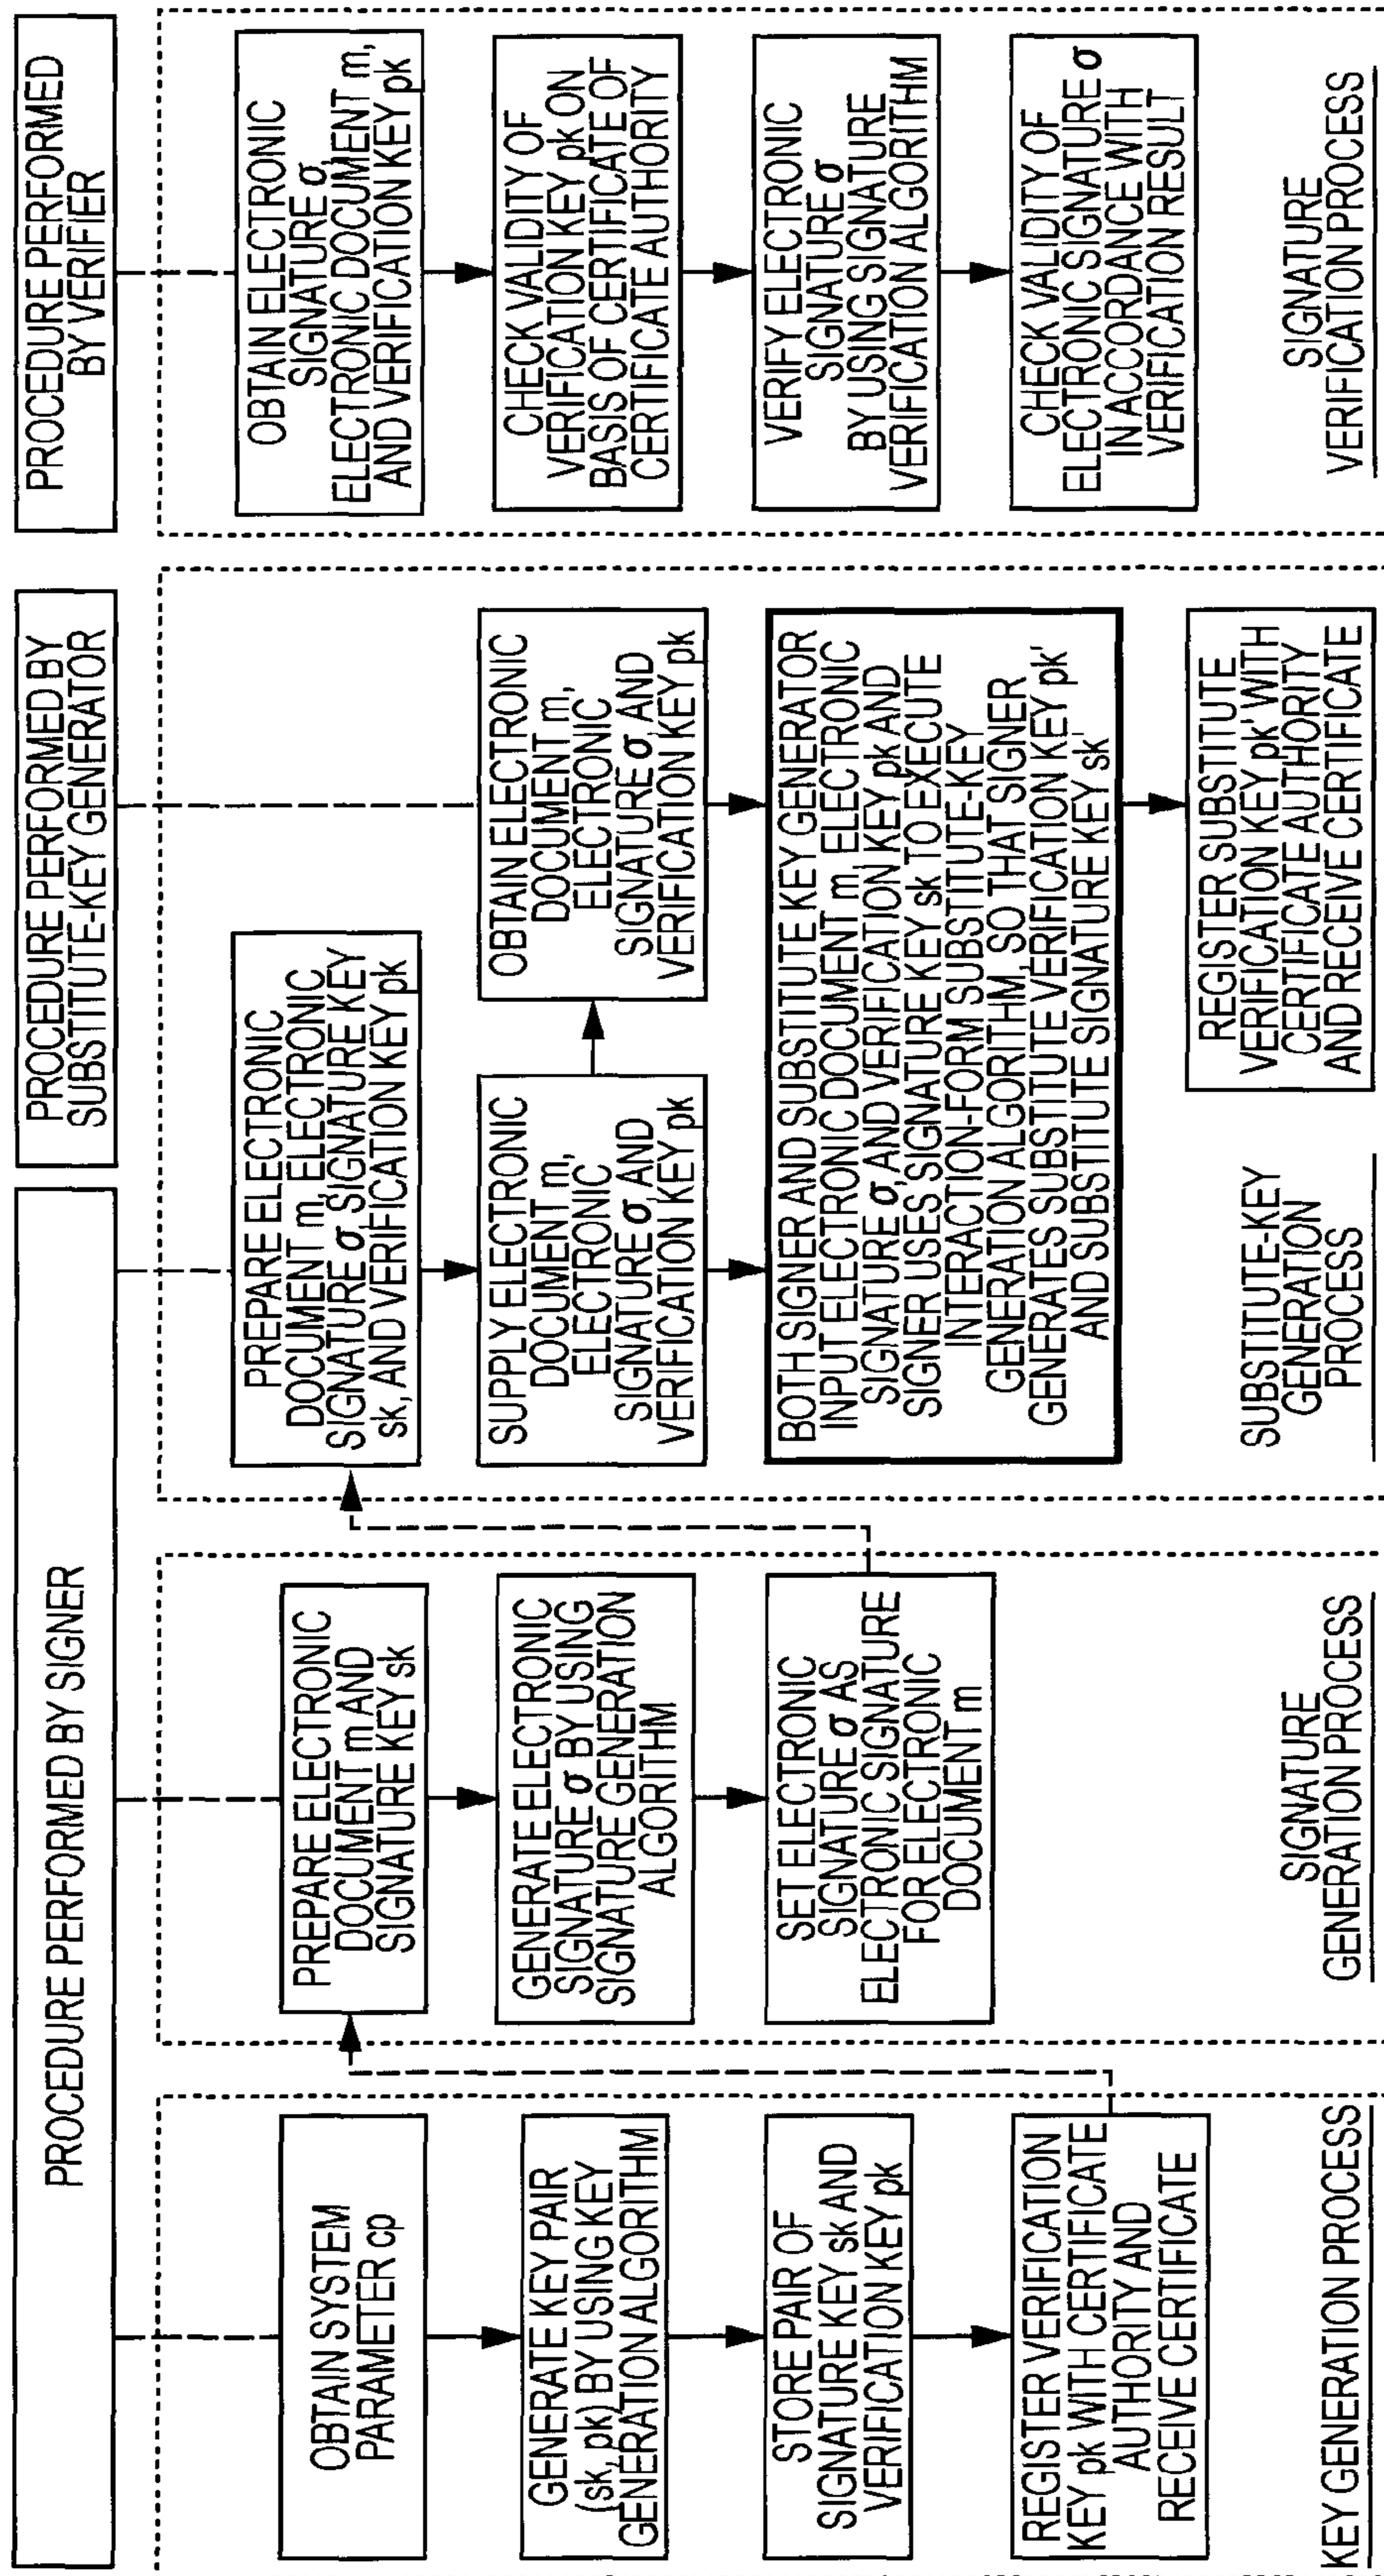 PROCEDURE PERFORMED BY SIGNER
OBTAIN SYSTEM
PARAMETER cp
GENERATE KEY PAIR
(sk, pk) BY USING KEY
GENERATION ALGORITHM
STORE PAIR OF
SIGNATURE KEY sk AND
VERIFICATION KEY pk
REGISTER VERIFICATION
KEY pk WITH CERTIFICATE
AUTHORITY AND
RECEIVE CERTIFICATE
KEY GENERATION PROCESS
PREPARE ELECTRONIC
DOCUMENT m AND
SIGNATURE KEY sk
GENERATE ELECTRONIC
SIGNATURE σ BY USING
SIGNATURE GENERATION
ALGORITHM
SET ELECTRONIC
SIGNATURE σ AS
ELECTRONIC SIGNATURE
FOR ELECTRONIC
DOCUMENT m
SIGNATURE
GENERATION PROCESS
PROCEDURE PERFORMED BY
SUBSTITUTE-KEY GENERATOR
PREPARE ELECTRONIC
DOCUMENT m, ELECTRONIC
SIGNATURE σ, SIGNATURE KEY
sk, AND VERIFICATION KEY pk
SUPPLY ELECTRONIC
DOCUMENT m,
ELECTRONIC
SIGNATURE σ, AND
VERIFICATION KEY pk
OBTAIN ELECTRONIC
DOCUMENT m,
ELECTRONIC
SIGNATURE σ, AND
VERIFICATION KEY pk
BOTH SIGNER AND SUBSTITUTE KEY GENERATOR
INPUT ELECTRONIC DOCUMENT m, ELECTRONIC
SIGNATURE σ, AND VERIFICATION KEY pk AND
SIGNER USES SIGNATURE KEY sk TO EXECUTE
INTERACTION-FORM SUBSTITUTE-KEY
GENERATION ALGORITHM, SO THAT SIGNER
GENERATES SUBSTITUTE VERIFICATION KEY pk'
AND SUBSTITUTE SIGNATURE KEY sk'
REGISTER SUBSTITUTE
VERIFICATION KEY pk' WITH
CERTIFICATE AUTHORITY
AND RECEIVE CERTIFICATE
SUBSTITUTE-KEY
GENERATION
PROCESS
PROCEDURE PERFORMED
BY VERIFIER
OBTAIN ELECTRONIC
SIGNATURE σ,
ELECTRONIC DOCUMENT m,
AND VERIFICATION KEY pk
CHECK VALIDITY OF
VERIFICATION KEY pk ON
BASIS OF CERTIFICATE OF
CERTIFICATE AUTHORITY
VERIFY ELECTRONIC
SIGNATURE σ
BY USING SIGNATURE
VERIFICATION ALGORITHM
CHECK VALIDITY OF
ELECTRONIC SIGNATURE σ
IN ACCORDANCE WITH
VERIFICATION RESULT
SIGNATURE
VERIFICATION PROCESS